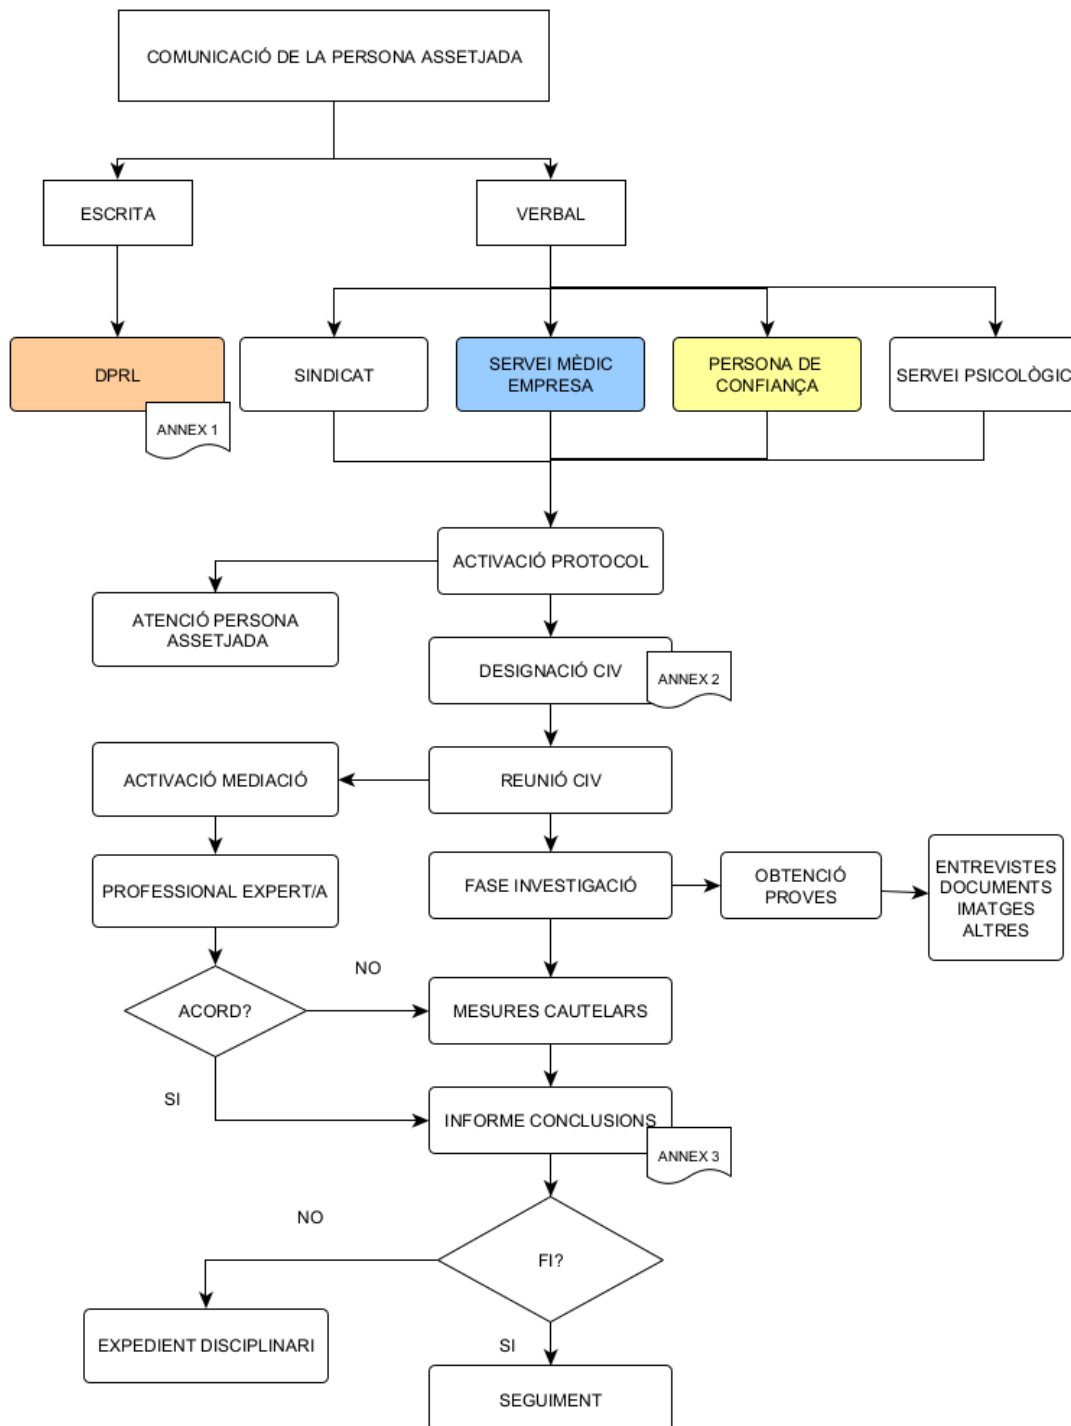 COMUNICACIÓ DE LA PERSONA ASSETJADA
ESCRITA
VERBAL
DPRL
ANNEX 1
SINDICAT
SERVEI MÈDIC
EMPRESA
PERSONA DE
CONFIANÇA
SERVEI PSICOLÒGIC
ACTIVACIÓ PROTOCOL
ATENCIÓ PERSONA
ASSETJADA
DESIGNACIÓ CIV
ANNEX 2
ACTIVACIÓ MEDIACIÓ
REUNIÓ CIV
PROFESSIONAL EXPERT/A
FASE INVESTIGACIÓ
OBTENCIÓ
PROVES
ENTREVISTES
DOCUMENTS
IMATGES
ALTRES
NO
ACORD?
MESURES CAUTELARS
SI
INFORME CONCLUSIONS
ANNEX 3
NO
FI?
EXPEDIENT DISCIPLINARI
SI
SEGUIMENT